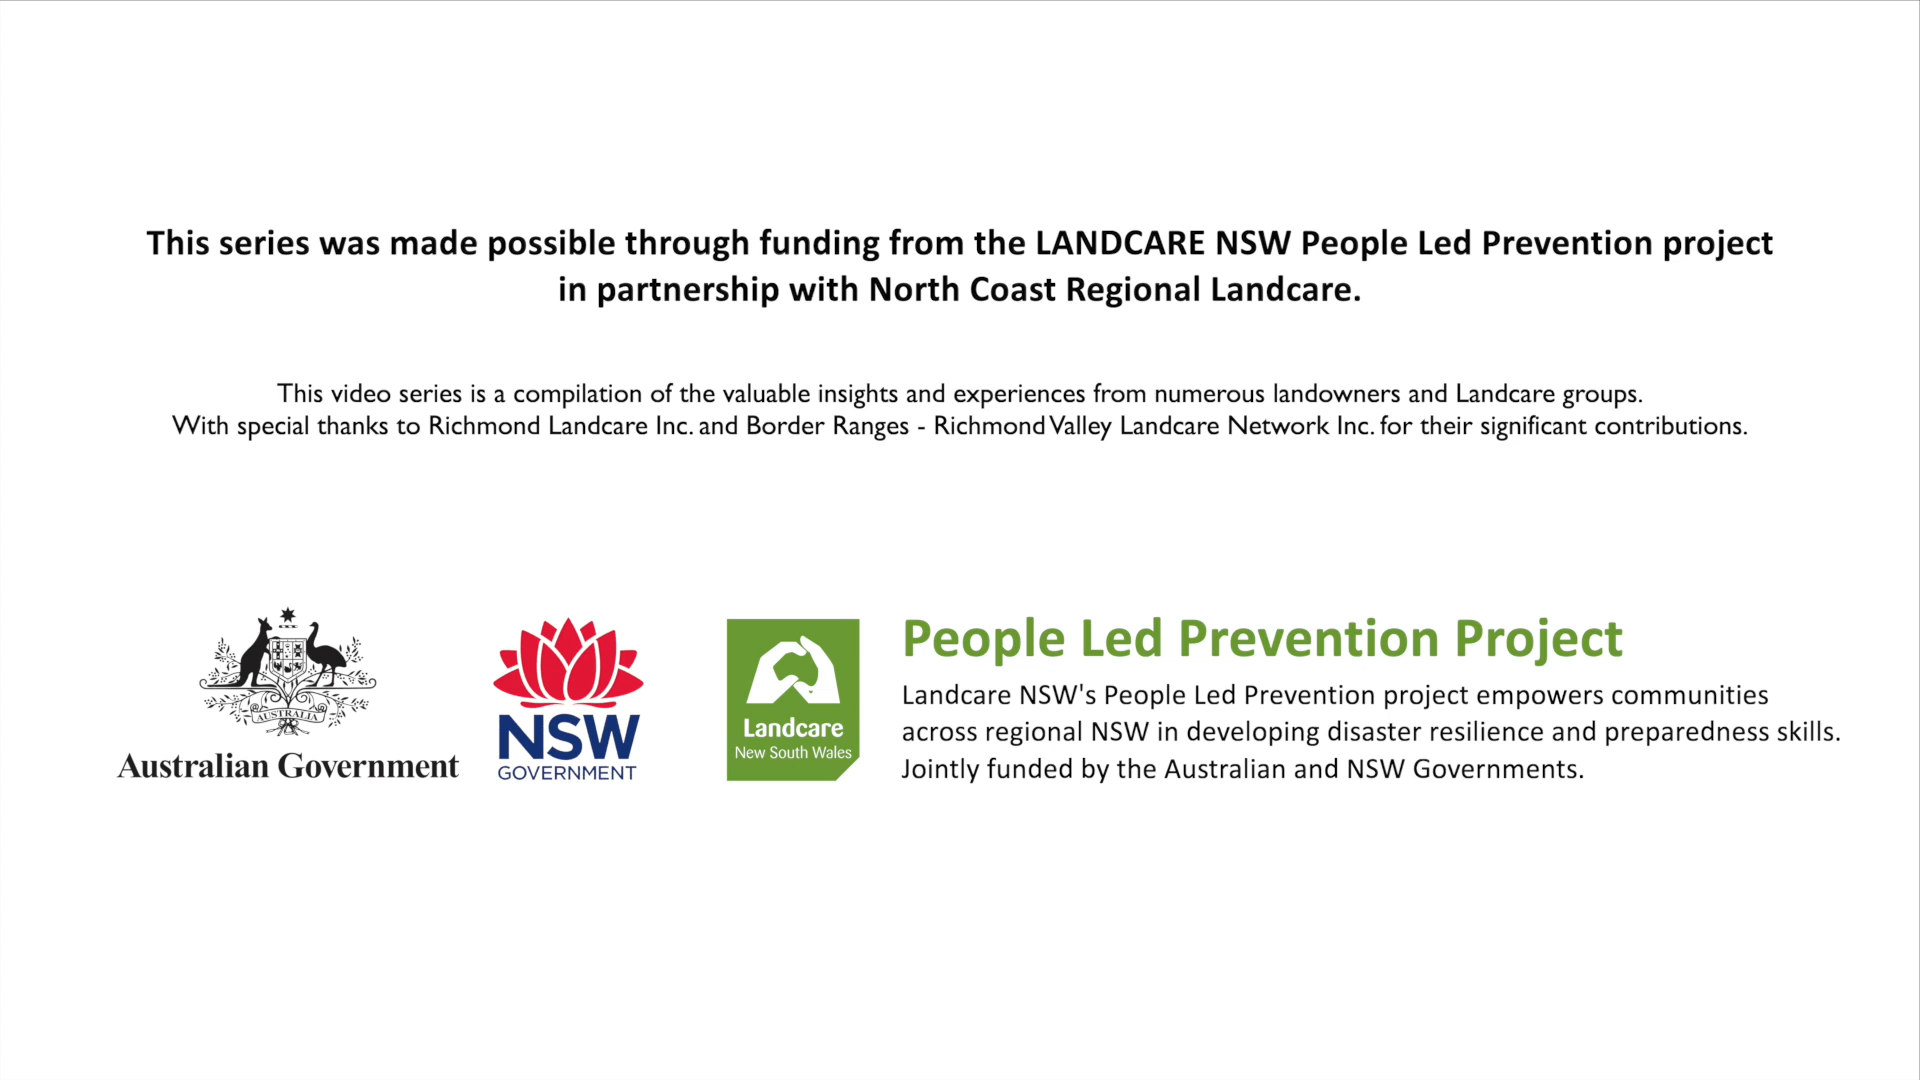 This series was made possible through funding from the LANDCARE NSW People Led Prevention project
in partnership with North Coast Regional Landcare.
This video series is a compilation of the valuable insights and experiences from numerous landowners and Landcare groups.
With special thanks to Richmond Landcare Inc. and Border Ranges - Richmond Valley Landcare Network Inc. for their significant contributions.
AUSTRALIA
Australian Government
NSW
GOVERNMENT
Landcare
New South Wales
People Led Prevention Project
Landcare NSW's People Led Prevention project empowers communities
across regional NSW in developing disaster resilience and preparedness skills.
Jointly funded by the Australian and NSW Governments.